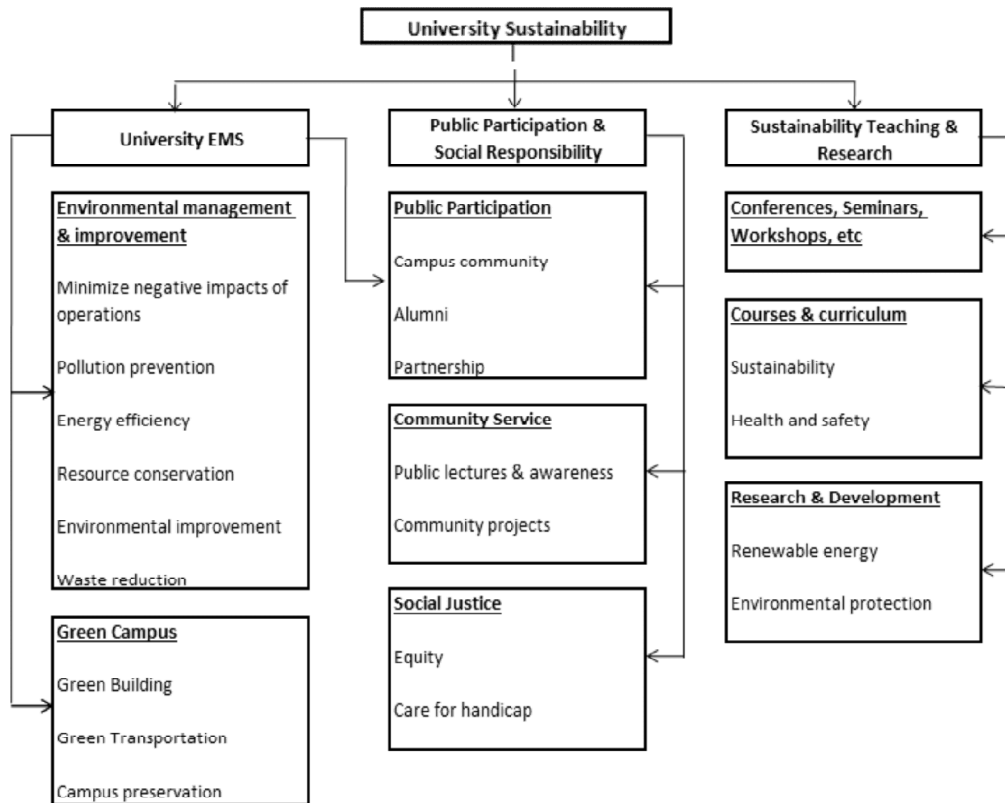 University Sustainability
University EMS
Public Participation &
Social Responsibility
Sustainability Teaching &
Research
Environmental management
& improvement
Minimize negative impacts of
operations
Pollution prevention
Energy efficiency
Resource conservation
Environmental improvement
Waste reduction
Green Campus
Green Building
Green Transportation
Campus preservation
Public Participation
Campus community
Alumni
Partnership
Community Service
Public lectures & awareness
Community projects
Social Justice
Equity
Care for handicap
Conferences, Seminars,
Workshops, etc
Courses & curriculum
Sustainability
Health and safety
Research & Development
Renewable energy
Environmental protection